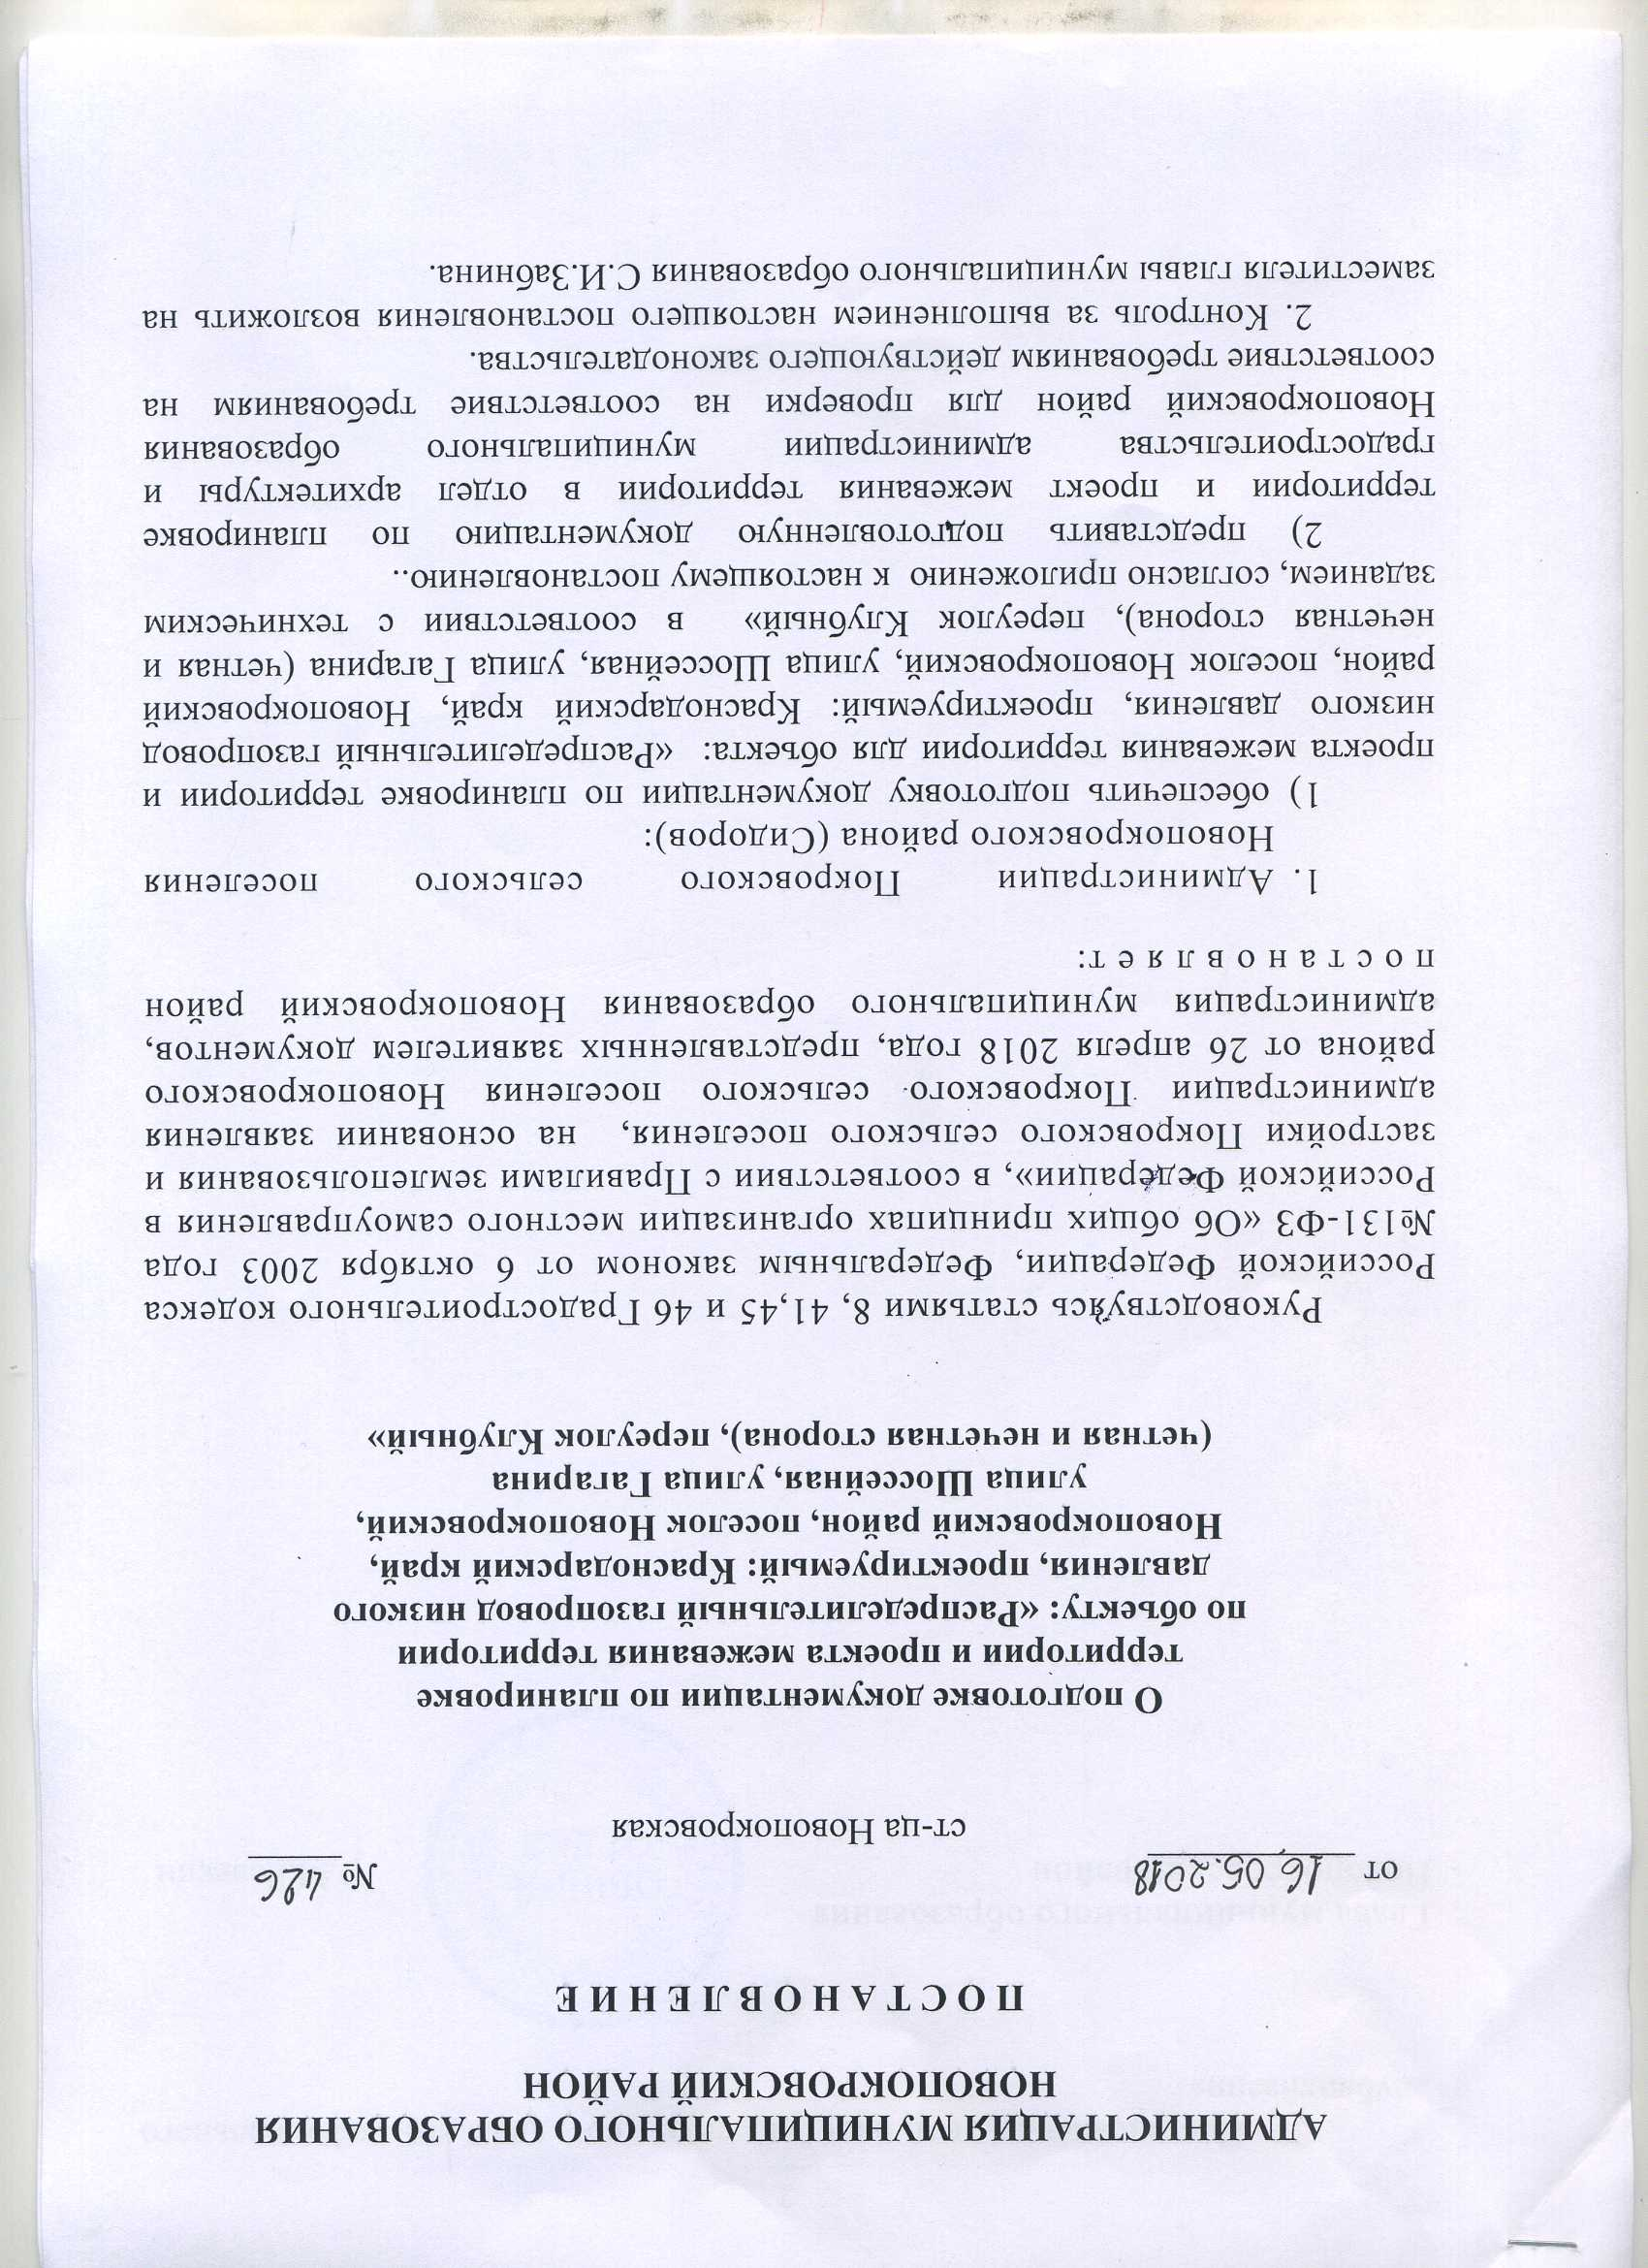 АДМИНИСТРАЦИЯ МУНИЦИПАЛЬНОГО ОБРАЗОВАНИЯ
НОВОПОКРОВСКИЙ РАЙОН
П О С Т А Н О В Л Е Н И Е
от 16.05.2018 № 426
ст-ца Новопокровская
О подготовке документации по планировке
территории и проекта межевания территории
по объекту: «Распределительный газопровод низкого
давления, проектируемый: Краснодарский край,
Новопокровский район, поселок Новопокровский,
улица Шоссейная, улица Гагарина
(четная и нечетная сторона), переулок Клубный»
Руководствуясь статьями 8, 41,45 и 46 Градостроительного кодекса
Российской Федерации, Федеральным законом от 6 октября 2003 года
№131-ФЗ «Об общих принципах организации местного самоуправления в
Российской Федерации», в соответствии с Правилами землепользования и
застройки Покровского сельского поселения, на основании заявления
администрации Покровского сельского поселения Новопокровского
района от 26 апреля 2018 года, представленных заявителем документов,
администрация муниципального образования Новопокровский район
п о с т а н о в л я е т:
1. Администрации Покровского сельского поселения
Новопокровского района (Сидоров):
1) обеспечить подготовку документации по планировке территории и
проекта межевания территории для объекта: «Распределительный газопровод
низкого давления, проектируемый: Краснодарский край, Новопокровский
район, поселок Новопокровский, улица Шоссейная, улица Гагарина (четная и
нечетная сторона), переулок Клубный» в соответствии с техническим
заданием, согласно приложению к настоящему постановлению..
2) представить подготовленную документацию по планировке
территории и проект межевания территории в отдел архитектуры и
градостроительства администрации муниципального образования
Новопокровский район для проверки на соответствие требованиям на
соответствие требованиям действующего законодательства.
2. Контроль за выполнением настоящего постановления возложить на
заместителя главы муниципального образования С.И.Забнина.